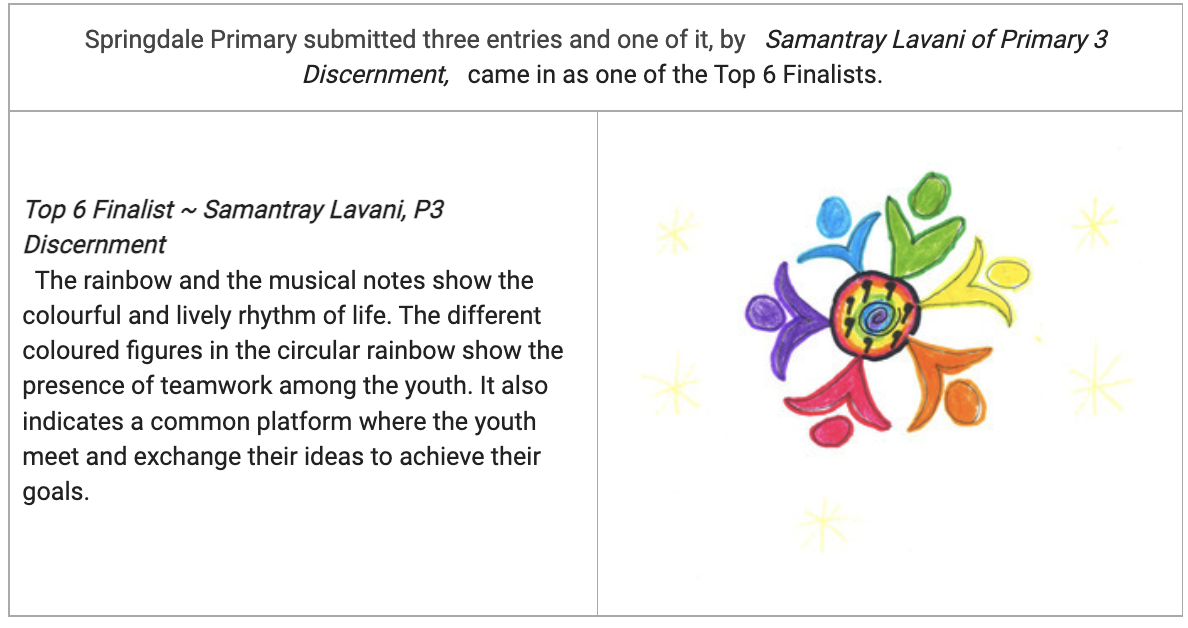 Springdale Primary submitted three entries and one of it, by Samantray Lavani of Primary 3
Discernment, came in as one of the Top 6 Finalists.
Top 6 Finalist ~ Samantray Lavani, P3
Discernment
The rainbow and the musical notes show the
colourful and lively rhythm of life. The different
coloured figures in the circular rainbow show the
presence of teamwork among the youth. It also
indicates a common platform where the youth
meet and exchange their ideas to achieve their
goals.